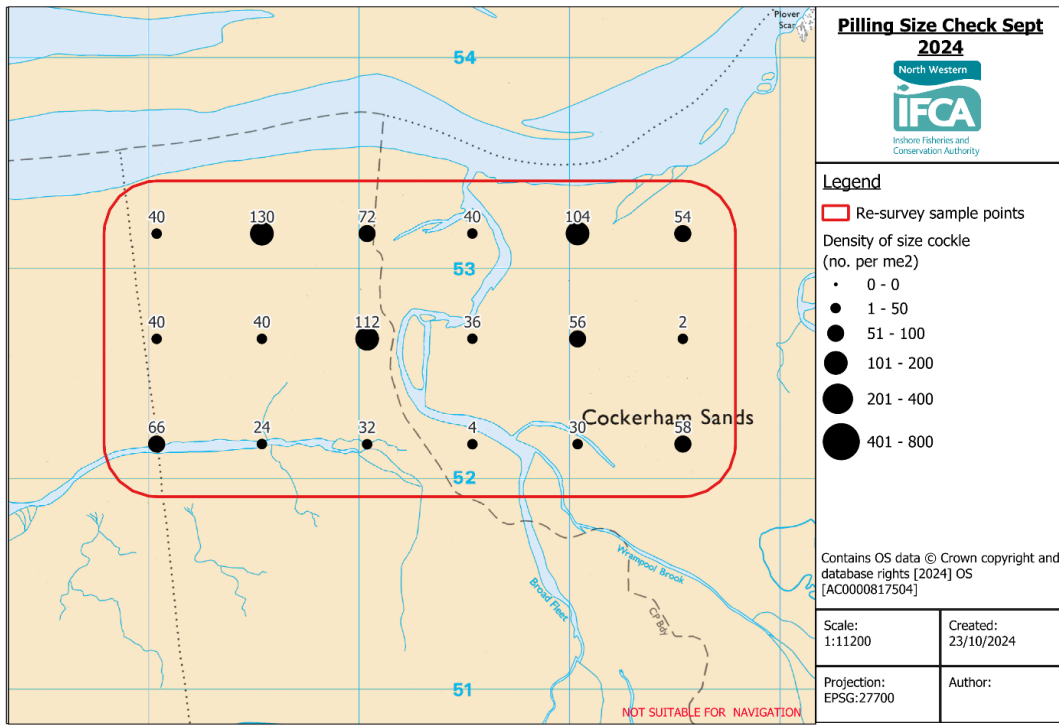 Plover
Scar
54
40 130 72 40 104 54
53
40 40 112 36 56 2
Cockerham Sands
66 24 32 4 30 58
52
Wrampool Brook
Broad Fleet
CP Bdy
51
NOT SUITABLE FOR NAVIGATION
Pilling Size Check Sept
2024
North Western
IFCA
Inshore Fisheries and
Conservation Authority
Legend
Re-survey sample points
Density of size cockle
(no. per me2)
0 - 0
1 - 50
51 - 100
101 - 200
201 - 400
401 - 800
Contains OS data © Crown copyright and
database rights [2024] OS
[AC0000817504]
Scale:
1:11200
Created:
23/10/2024
Projection:
EPSG:27700
Author: